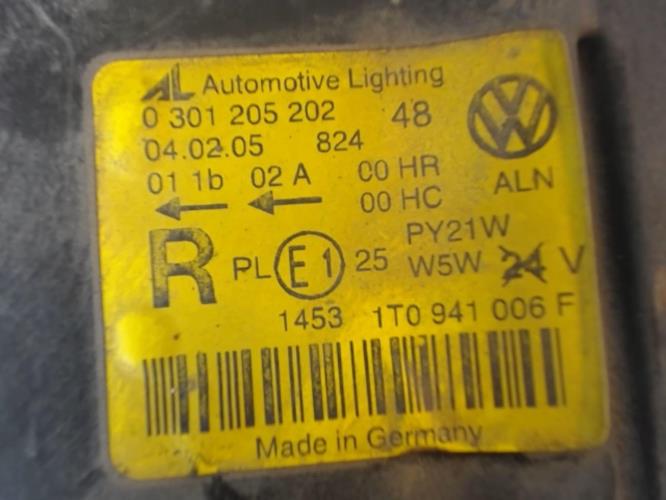 AL Automotive Lighting
0 301 205 202 48
04.02.05 824
01 1b 02 A 00 HR
00 HC
ALN
PY21W
R PL E1 25 W5W 24 V
1453 1T0 941 006 F
Made in Germany